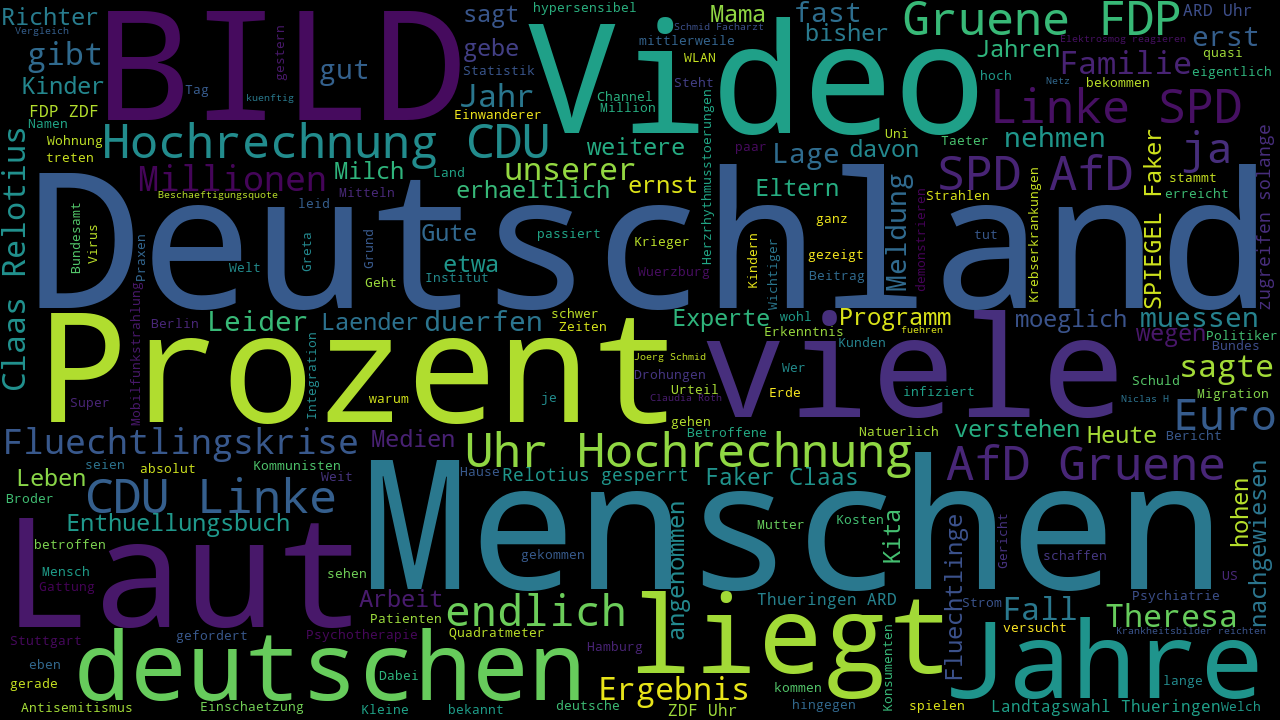 Richter
Vergleich
BILD
sagt
hypersensibel
Video
Mama
Schmid Facharzt
fast
Gruene FDP
ARD Uhr
Elektrosmog reagieren
erst
gibt
gestern
gut
gebe
mittlerweile
bisher
Jahren
Familie
quasi
Kinder
Tag
Statistik
WLAN
Steht
hoch
Netz
bekommen
eigentlich
FDP ZDF
kuenftig
Jahr
Channel
Million
Linke SPD
Namen
Einwanderer
Wohnung
treten
Hochrechnung CDU
weitere
paar
Lage
davon
Uni
Taeter
nehmen
ja
zugreifen solange
Claas Relotius
Millionen
Milch
Land
unserer
Herzrhythmusstoerungen
Eltern
SPD AfD
SPIEGEL Faker
stammt
erreicht
Beschaeftigungsquote
Mitteln
erhaeltlich
ernst
Strahlen
Deutschland
Bundesamt
Virus
Praxen
leid
Greta
Grund
Gute
passiert
Krieger
Kindern
Wichtiger
ganz
gezeigt
Meldung
demonstrieren
tut
Krebserkrankungen
Welt
Geht
etwa
Institut
Wuerzburg
Beitrag
Prozent
Mobilfunkstrahlung
Berlin
Leider
Laender
duerfen
schwer
Zeiten
Experte
wohl
Erkenntnis
Programm
fuehren
moeglich
muessen
wegen
Politiker
Bundes
Integration
Joerg Schmid
Drohungen
Kunden
viele
Wer
sagte
Super
warum
je
Urteil
Claudia Roth
Erde
infiziert
Schuld
Migration
Niclas H
Euro
gehen
Betroffene
Natuerlich
verstehen
Heute
Bericht
Fluechtlingskrise
Medien
Uhr Hochrechnung
AfD Gruene
Leben
seien
absolut
Kommunisten
Weit
Hause
Relotius gesperrt
Faker Claas
Broder
CDU Linke
Menschen
hohen
nachgewiesen
Enthuellungsbuch
Mutter
Kosten
Kita
Fluechtlinge
Gericht
Laut
betroffen
gekommen
angenommen
schaffen
Mensch
Gattung
sehen
US
Arbeit
Patienten
endlich
liegt
Thueringen ARD
Strom
Fall
versucht
Psychiatrie
Theresa
Stuttgart
gefordert
Psychotherapie
Quadratmeter
Hamburg
Konsumenten
Krankheitsbilder reichten
eben
deutschen
Dabei
Jahre
gerade
Ergebnis
kommen
lange
Antisemitismus
Einschaetzung
Kleine
bekannt
deutsche
ZDF Uhr
hingegen
spielen
Landtagswahl Thueringen
Welch